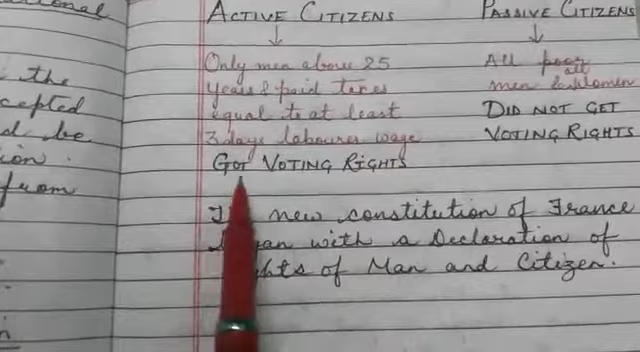 the
cepted
d be
ion.
from
ACTIVE CITIZENS
Only men above 25
years & paid taxes
equal to at least
3 days labourer wage
GOT VOTING RIGHTS
PASSIVE CITIZENS
All poor
men & all women
DID NOT GET
VOTING RIGHTS
new constitution of France
with a Declaration of
of Man and Citizen.